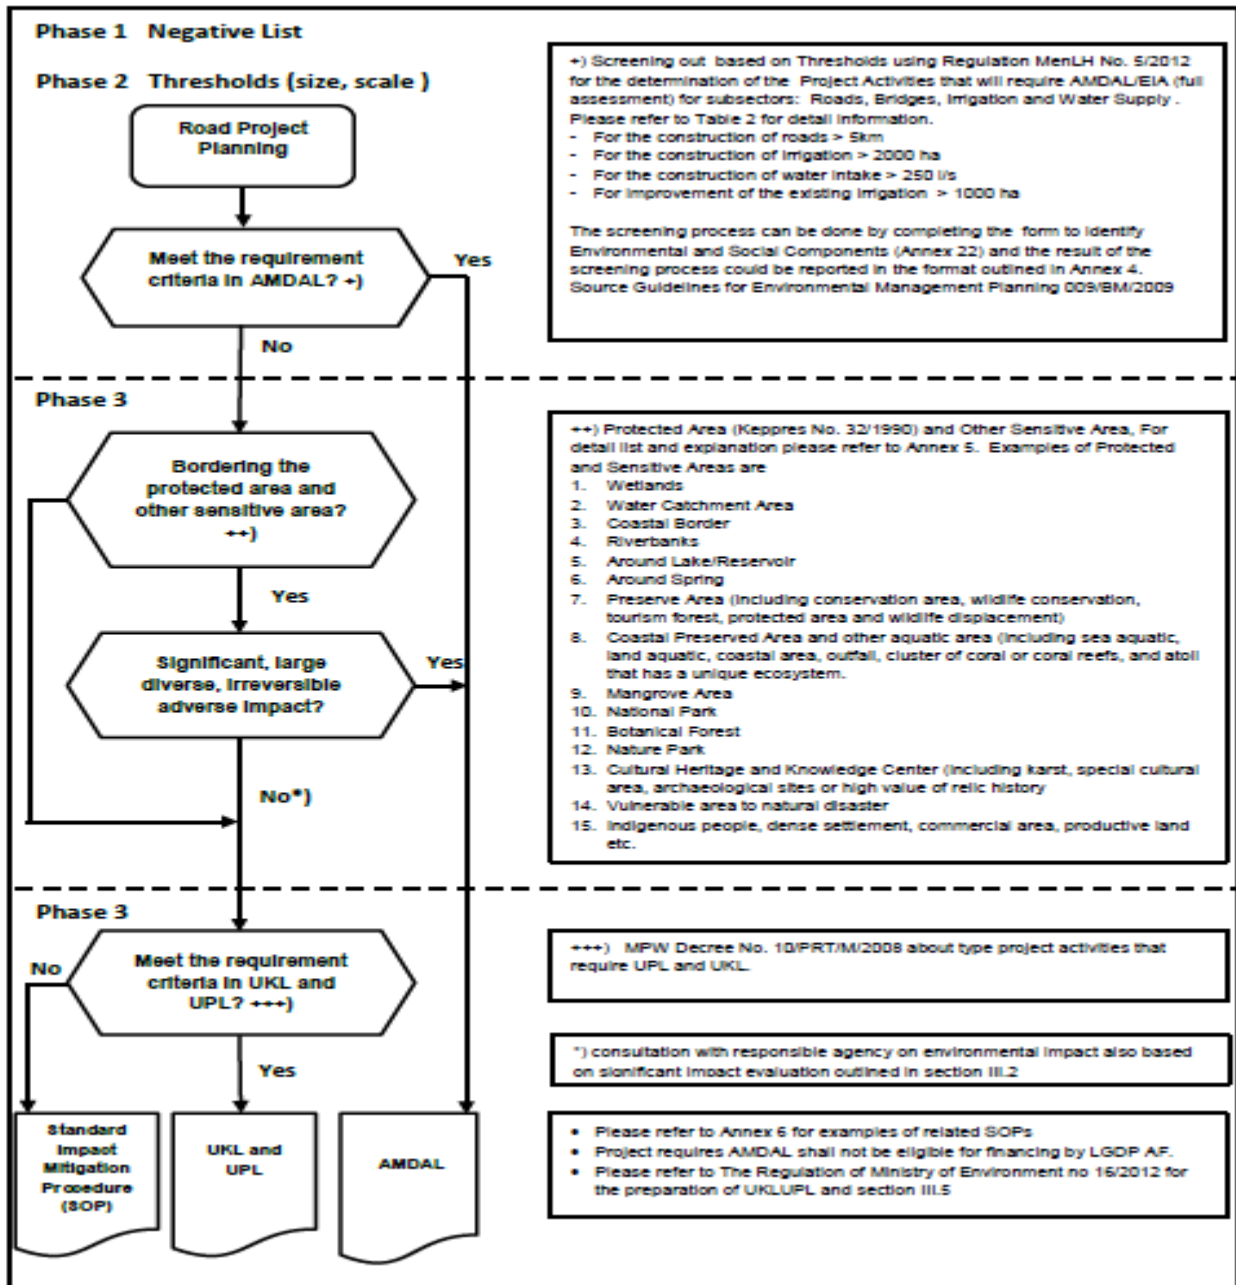 Phase 1 Negative List
Phase 2 Thresholds (size, scale )
Road Project
Planning
Meet the requirement
criteria in AMDAL? +)
Yes
No
+) Screening out based on Thresholds using Regulation MenLH No. 5/2012
for the determination of the Project Activities that will require AMDAL/EIA (full
assessment) for subsectors: Roads, Bridges, Irrigation and Water Supply .
Please refer to Table 2 for detail information.
- For the construction of roads > 5km
- For the construction of irrigation > 2000 ha
- For the construction of water intake > 250 l/s
- For improvement of the existing irrigation > 1000 ha
The screening process can be done by completing the form to identify
Environmental and Social Components (Annex 22) and the result of the
screening process could be reported in the format outlined in Annex 4.
Source Guidelines for Environmental Management Planning 009/BM/2009
Phase 3
Bordering the
protected area and
other sensitive area?
++)
Yes
Significant, large
diverse, irreversible
adverse impact?
Yes
No*)
++) Protected Area (Keppres No. 32/1990) and Other Sensitive Area, For
detail list and explanation please refer to Annex 5. Examples of Protected
and Sensitive Areas are
1. Wetlands
2. Water Catchment Area
3. Coastal Border
4. Riverbanks
5. Around Lake/Reservoir
6. Around Spring
7. Preserve Area (including conservation area, wildlife conservation,
tourism forest, protected area and wildlife displacement)
8. Coastal Preserved Area and other aquatic area (including sea aquatic,
land aquatic, coastal area, outfall, cluster of coral or coral reefs, and atoll
that has a unique ecosystem.
9. Mangrove Area
10. National Park
11. Botanical Forest
12. Nature Park
13. Cultural Heritage and Knowledge Center (including karst, special cultural
area, archaeological sites or high value of relic history
14. Vulnerable area to natural disaster
15. Indigenous people, dense settlement, commercial area, productive land
etc.
Phase 3
No
Meet the requirement
criteria in UKL and
UPL? +++)
Yes
+++) MPW Decree No. 10/PRT/M/2008 about type project activities that
require UPL and UKL.
*) consultation with responsible agency on environmental impact also based
on significant impact evaluation outlined in section III.2
Standard
Impact
Mitigation
Procedure
(SOP)
UKL and
UPL
AMDAL
• Please refer to Annex 6 for examples of related SOPs
• Project requires AMDAL shall not be eligible for financing by LGDP AF.
• Please refer to The Regulation of Ministry of Environment no 16/2012 for
the preparation of UKLUPL and section III.5